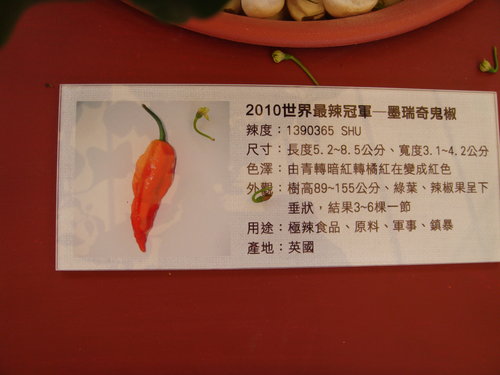 2010世界最辣冠軍─墨瑞奇鬼椒
辣度：1390365 SHU
尺寸：長度5.2~8.5公分、寬度3.1~4.2公分
色澤：由青轉暗紅轉橘紅在變成紅色
外觀：樹高89~155公分、綠葉、辣椒果呈下
垂狀，結果3~6棵一節
用途：極辣食品、原料、軍事、鎮暴
產地：英國